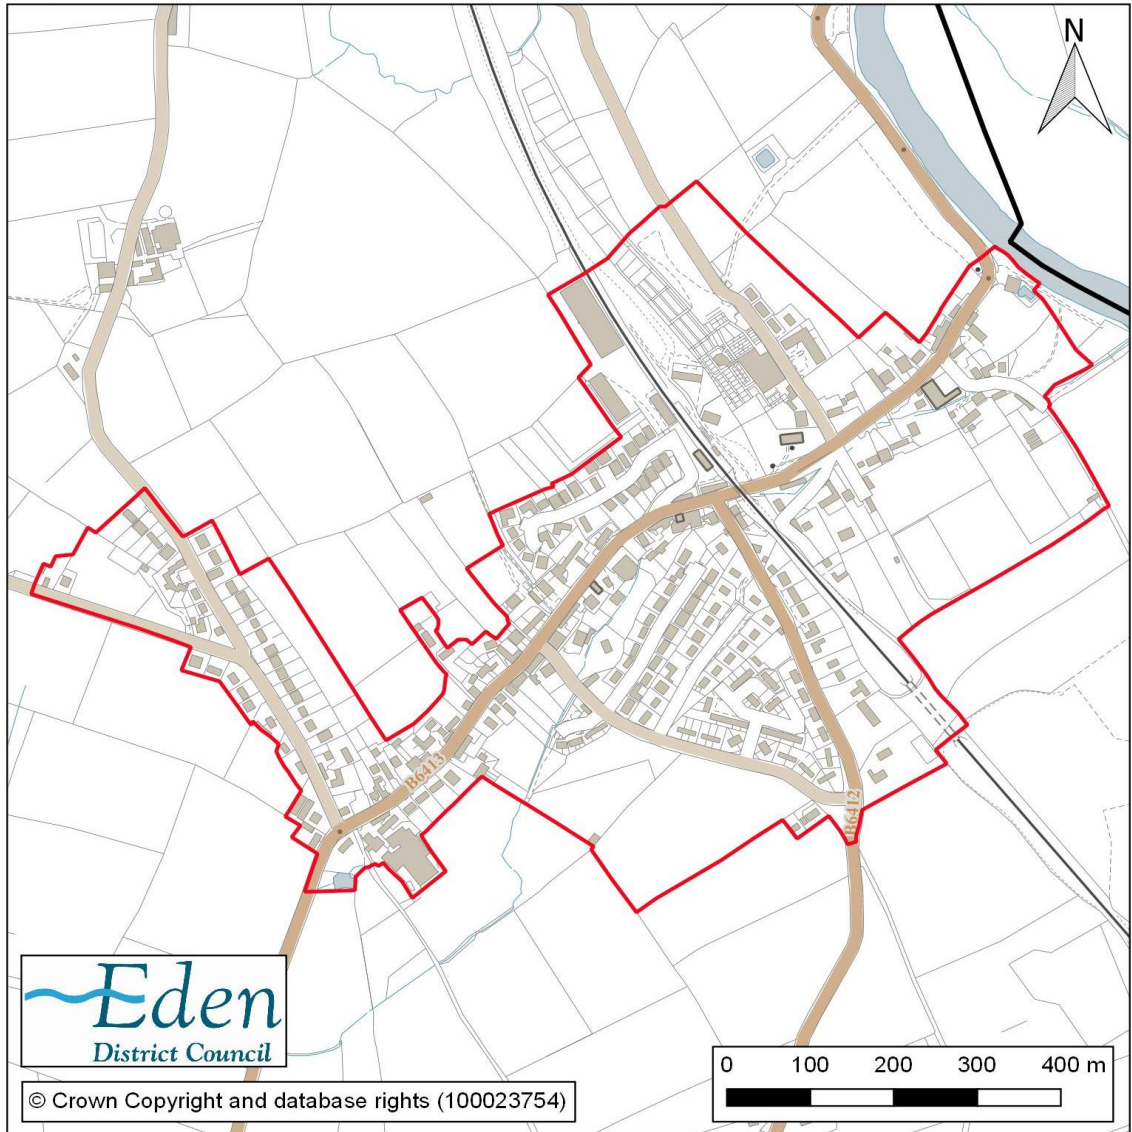 N
B6413
B6412
Eden
District Council
© Crown Copyright and database rights (100023754)
0 100 200 300 400 m